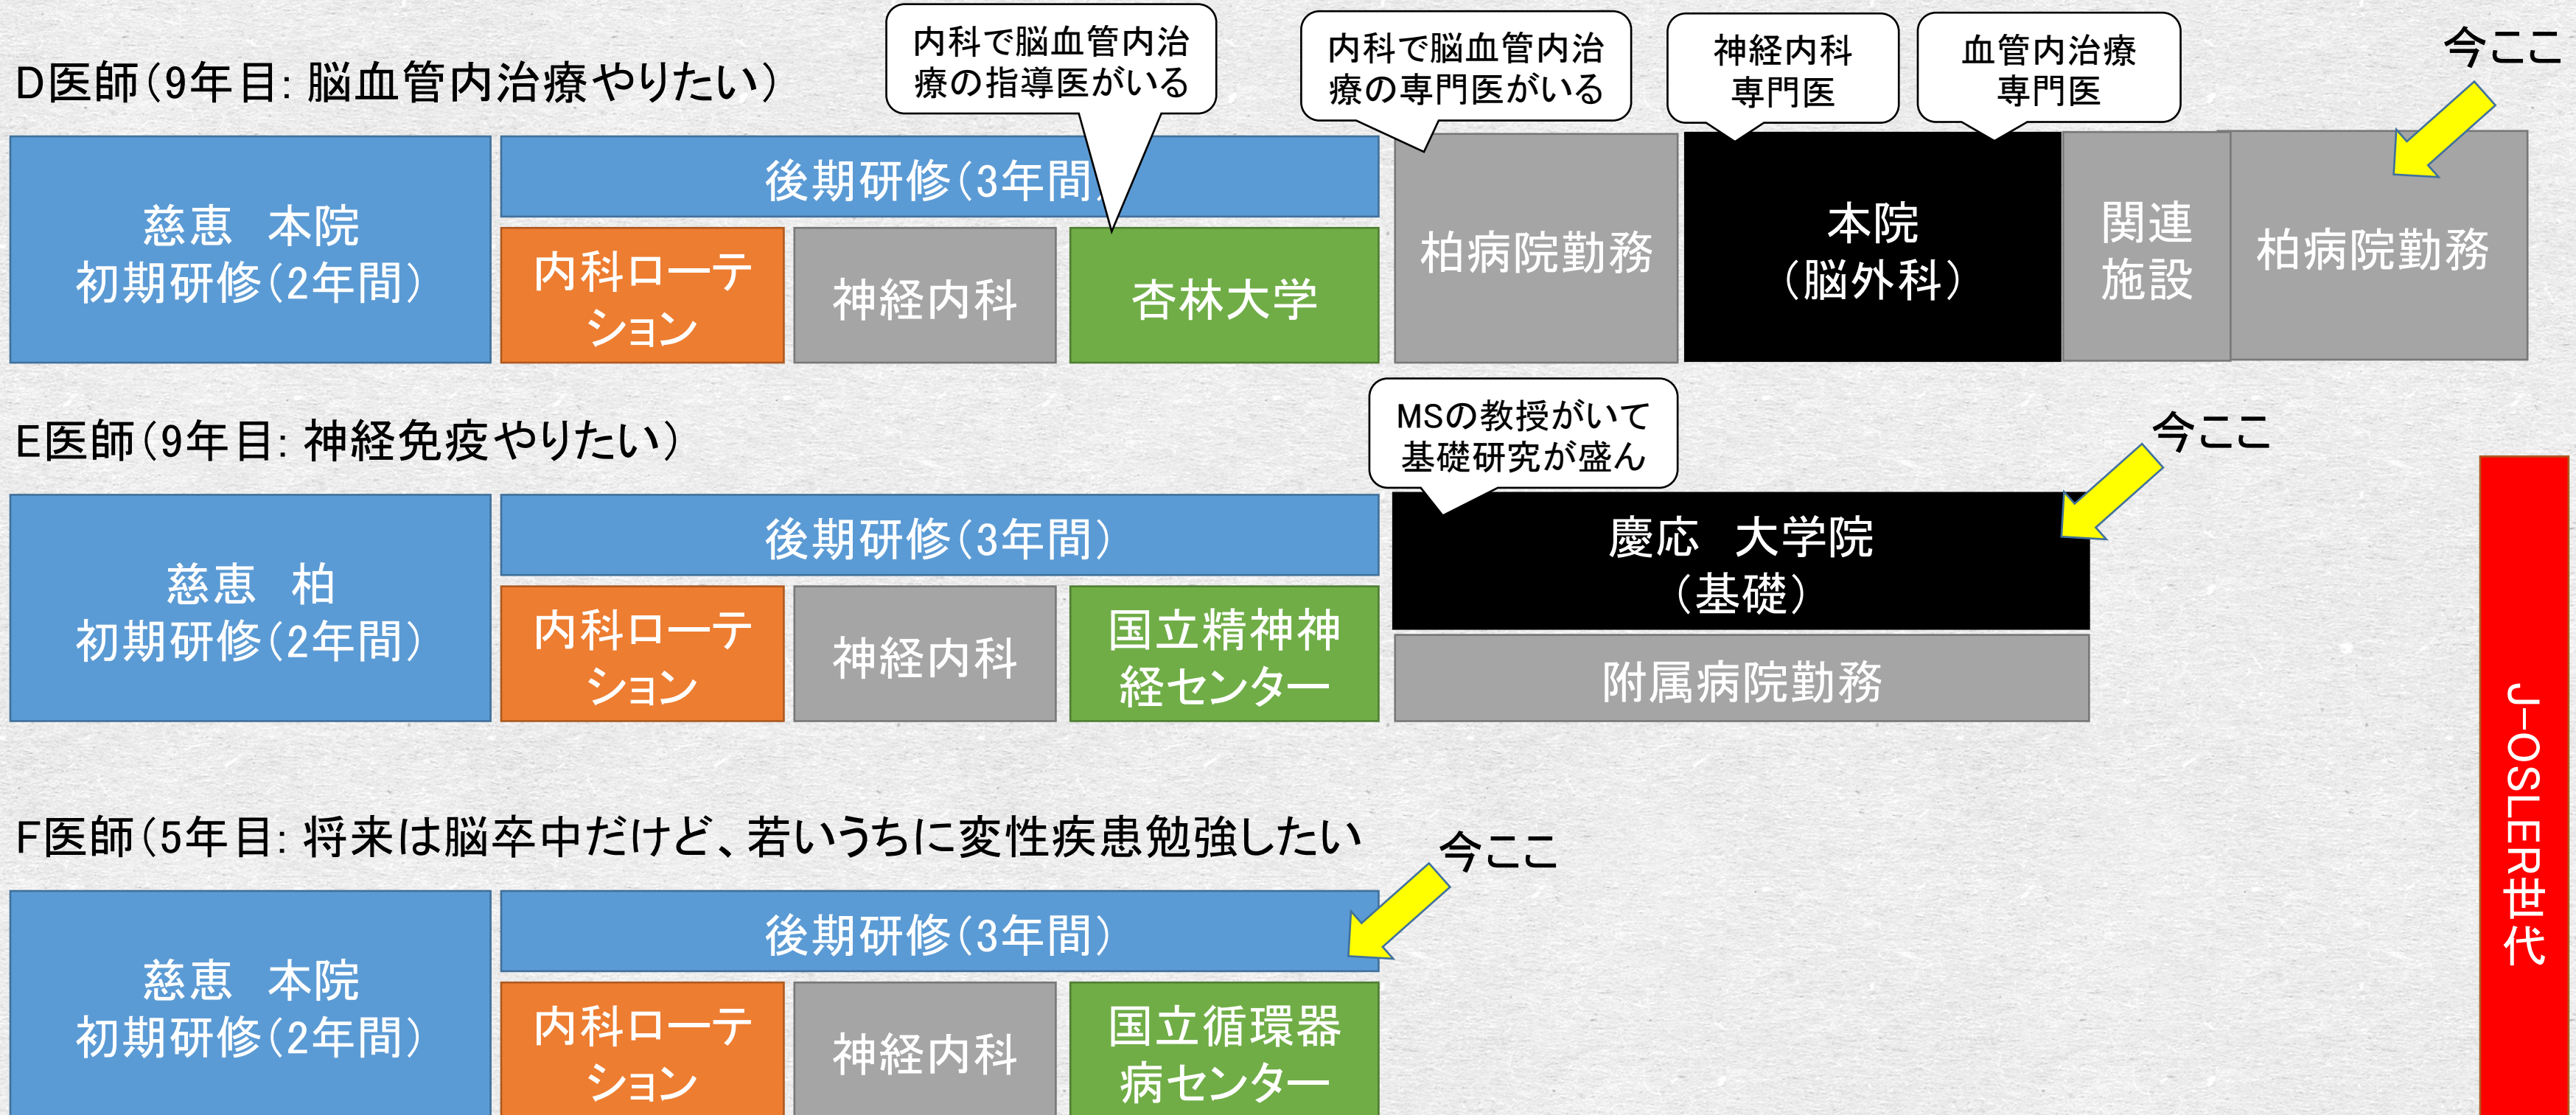 内科で脳血管内治
療の指導医がいる
内科で脳血管内治
療の専門医がいる
神経内科
専門医
血管内治療
専門医
今ここ
D医師（9年目：脳血管内治療やりたい）
慈恵　本院
初期研修（2年間）
後期研修（3年間
内科ローテ
ション
神経内科
杏林大学
柏病院勤務
本院
（脳外科）
関連
施設
柏病院勤務
E医師（9年目：神経免疫やりたい）
MSの教授がいて
基礎研究が盛ん
今ここ
慈恵　柏
初期研修（2年間）
後期研修（3年間）
内科ローテ
ション
神経内科
国立精神神
経センター
慶応　大学院
（基礎）
附属病院勤務
J-OSLER世代
F医師（5年目：将来は脳卒中だけど、若いうちに変性疾患勉強したい
今ここ
慈恵　本院
初期研修（2年間）
後期研修（3年間）
内科ローテ
ション
神経内科
国立循環器
病センター